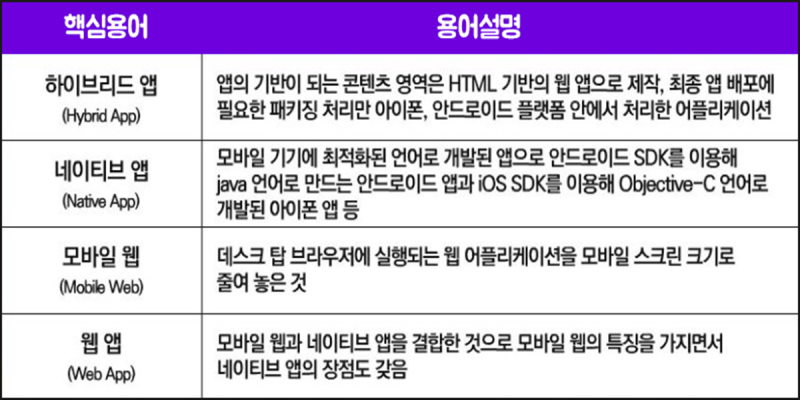 핵심용어 용어설명
하이브리드 앱
(Hybrid App)
앱의 기반이 되는 콘텐츠 영역은 HTML 기반의 웹 앱으로 제작, 최종 앱 배포에
필요한 패키징 처리만 아이폰, 안드로이드 플랫폼 안에서 처리한 어플리케이션
네이티브 앱
(Native App)
모바일 기기에 최적화된 언어로 개발된 앱으로 안드로이드 SDK를 이용해
java 언어로 만드는 안드로이드 앱과 iOS SDK를 이용해 Objective-C 언어로
개발된 아이폰 앱 등
모바일 웹
(Mobile Web)
데스크 탑 브라우저에 실행되는 웹 어플리케이션을 모바일 스크린 크기로
줄여 놓은 것
웹 앱
(Web App)
모바일 웹과 네이티브 앱을 결합한 것으로 모바일 웹의 특징을 가지면서
네이티브 앱의 장점도 갖음